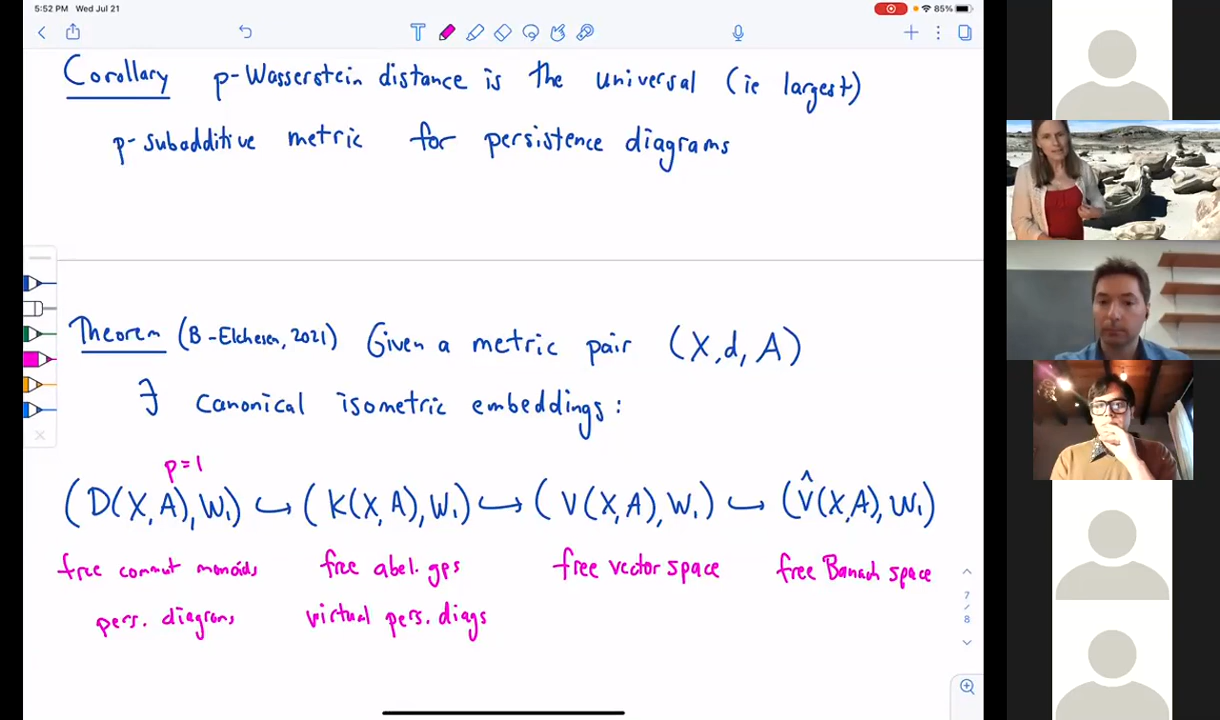 5:52 PM Wed Jul 21
85%
Corollary p-Wasserstein distance is the universal (ie largest)
p-subadditive metric for persistence diagrams
Theorem (B-Elchesen, 2021) Given a metric pair (X, d, A)
∃ canonical isometric embeddings:
p=1
(D(X,A), W₁) ↪ (K(X,A), W₁) ↪ (V(X,A), W₁) ↪ (V̂(X,A), W₁)
free commut monoids free abel. gps free vector space free Banach space
pers. diagrams virtual pers. diags
7/8